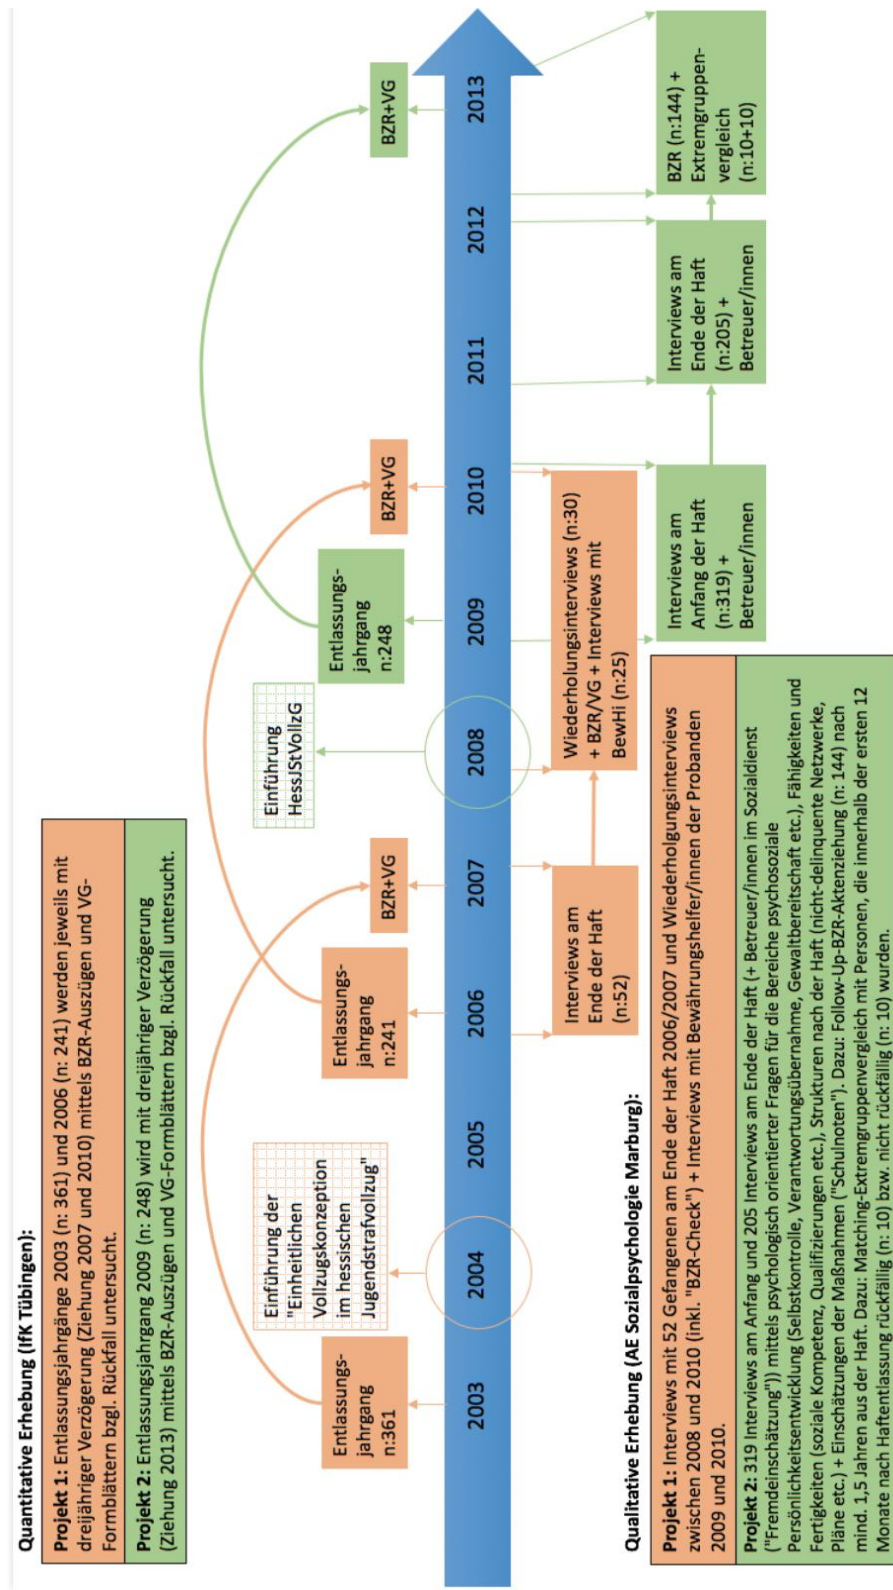 Quantitative Erhebung (IfK Tübingen):
Projekt 1: Entlassungsjahrgänge 2003 (n: 361) und 2006 (n: 241) werden jeweils mit
dreijähriger Verzögerung (Ziehung 2007 und 2010) mittels BZR-Auszügen und VG-
Formblättern bzgl. Rückfall untersucht.
Projekt 2: Entlassungsjahrgang 2009 (n: 248) wird mit dreijähriger Verzögerung
(Ziehung 2013) mittels BZR-Auszügen und VG-Formblättern bzgl. Rückfall untersucht.
Einführung der
"Einheitlichen
Vollzugskonzeption
im hessischen
Jugendstrafvollzug"
Einführung
HessJStVollzG
Entlassungs-
jahrgang
n:361
Entlassungs-
jahrgang
n:241
BZR+VG
Entlassungs-
jahrgang
n:248
BZR+VG
BZR+VG
2003
2004
2005
2006
2007
2008
2009
2010
2011
2012
2013
Interviews am
Ende der Haft
(n:52)
Wiederholungsinterviews (n:30)
+ BZR/VG + Interviews mit
BewHi (n:25)
Interviews am
Anfang der Haft
(n:319) +
Betreuer/innen
Interviews am
Ende der Haft
(n:205) +
Betreuer/innen
BZR (n:144) +
Extremgruppen-
vergleich
(n:10+10)
Qualitative Erhebung (AE Sozialpsychologie Marburg):
Projekt 1: Interviews mit 52 Gefangenen am Ende der Haft 2006/2007 und Wiederholgungsinterviews
zwischen 2008 und 2010 (inkl. "BZR-Check") + Interviews mit Bewährungshelfer/innen der Probanden
2009 und 2010.
Projekt 2: 319 Interviews am Anfang und 205 Interviews am Ende der Haft (+ Betreuer/innen im Sozialdienst
("Fremdeinschätzung")) mittels psychologisch orientierter Fragen für die Bereiche psychosoziale
Persönlichkeitsentwicklung (Selbstkontrolle, Verantwortungsübernahme, Gewaltbereitschaft etc.), Fähigkeiten und
Fertigkeiten (soziale Kompetenz, Qualifizierungen etc.), Strukturen nach der Haft (nicht-delinquente Netzwerke,
Pläne etc.) + Einschätzungen der Maßnahmen ("Schulnoten"). Dazu: Follow-Up-BZR-Aktenziehung (n: 144) nach
mind. 1,5 Jahren aus der Haft. Dazu: Matching-Extremgruppenvergleich mit Personen, die innerhalb der ersten 12
Monate nach Haftentlassung rückfällig (n: 10) bzw. nicht rückfällig (n: 10) wurden.